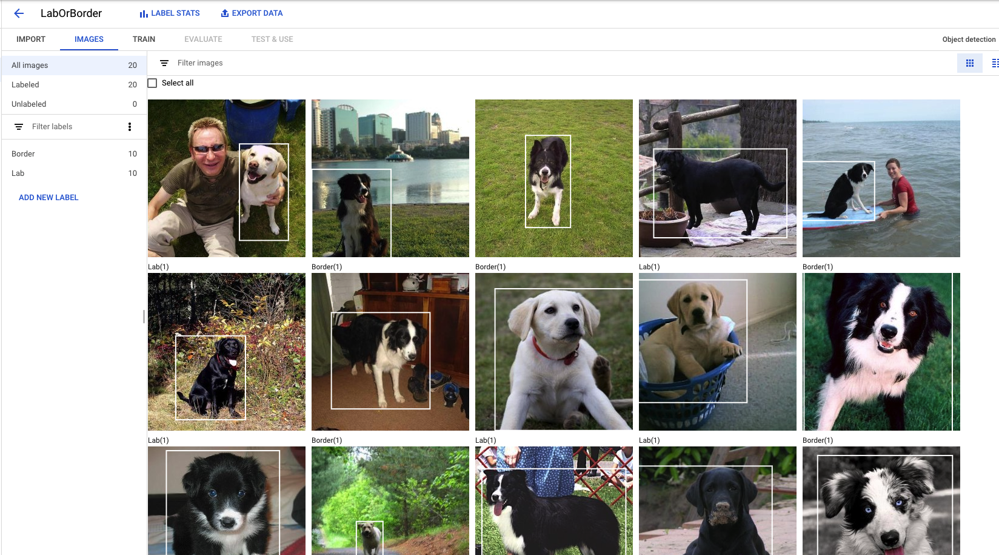 LabOrBorder
LABEL STATS
EXPORT DATA
IMPORT
IMAGES
TRAIN
EVALUATE
TEST & USE
Object detection
All images 20
Labeled 20
Unlabeled 0
Filter labels
Border 10
Lab 10
ADD NEW LABEL
Filter images
Select all
Lab(1)
Border(1)
Border(1)
Lab(1)
Border(1)
Lab(1)
Border(1)
Lab(1)
Lab(1)
Border(1)